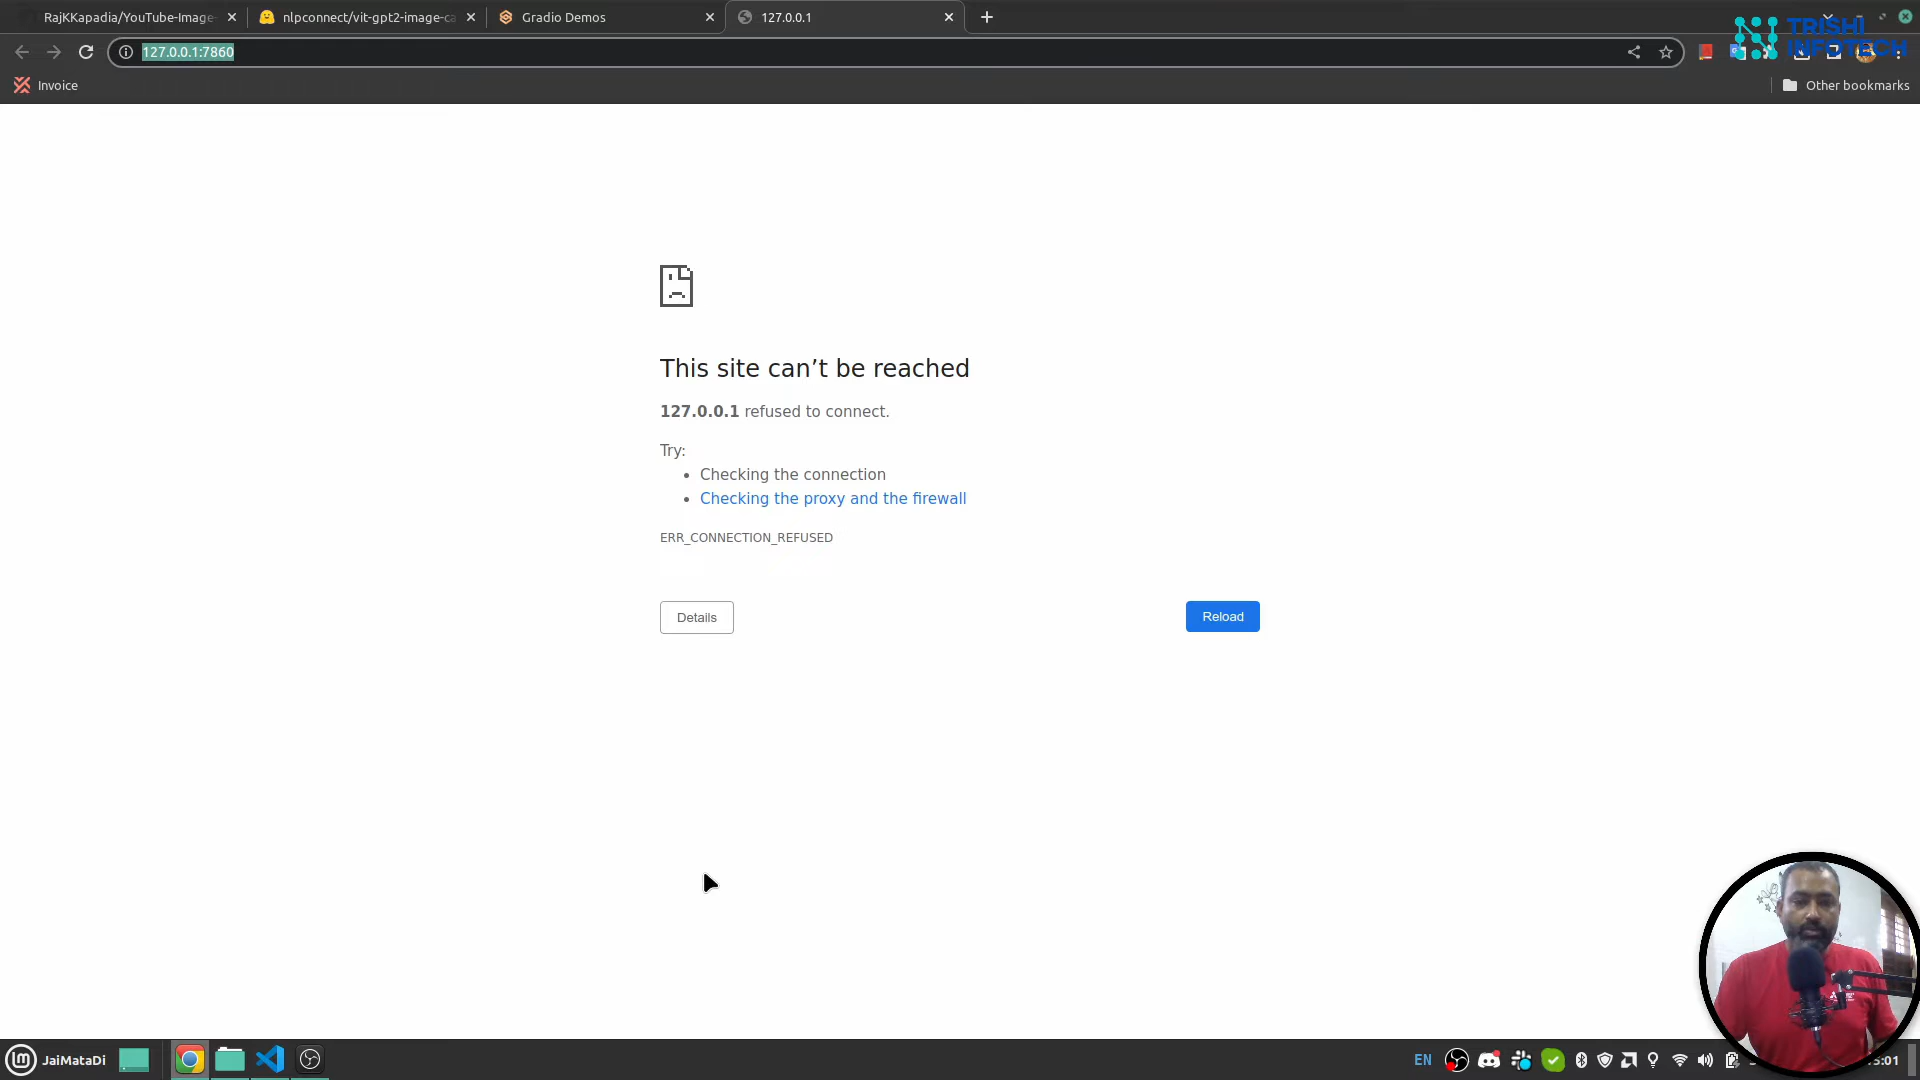 RajKKapadia/YouTube-Image-
nlpconnect/vit-gpt2-image-ca
Gradio Demos
127.0.0.1
127.0.0.1:7860
TRISHI
INFOTECH
Invoice
Other bookmarks
This site can’t be reached
127.0.0.1 refused to connect.
Try:
• Checking the connection
• Checking the proxy and the firewall
ERR_CONNECTION_REFUSED
Details
Reload
JaiMataDi
EN